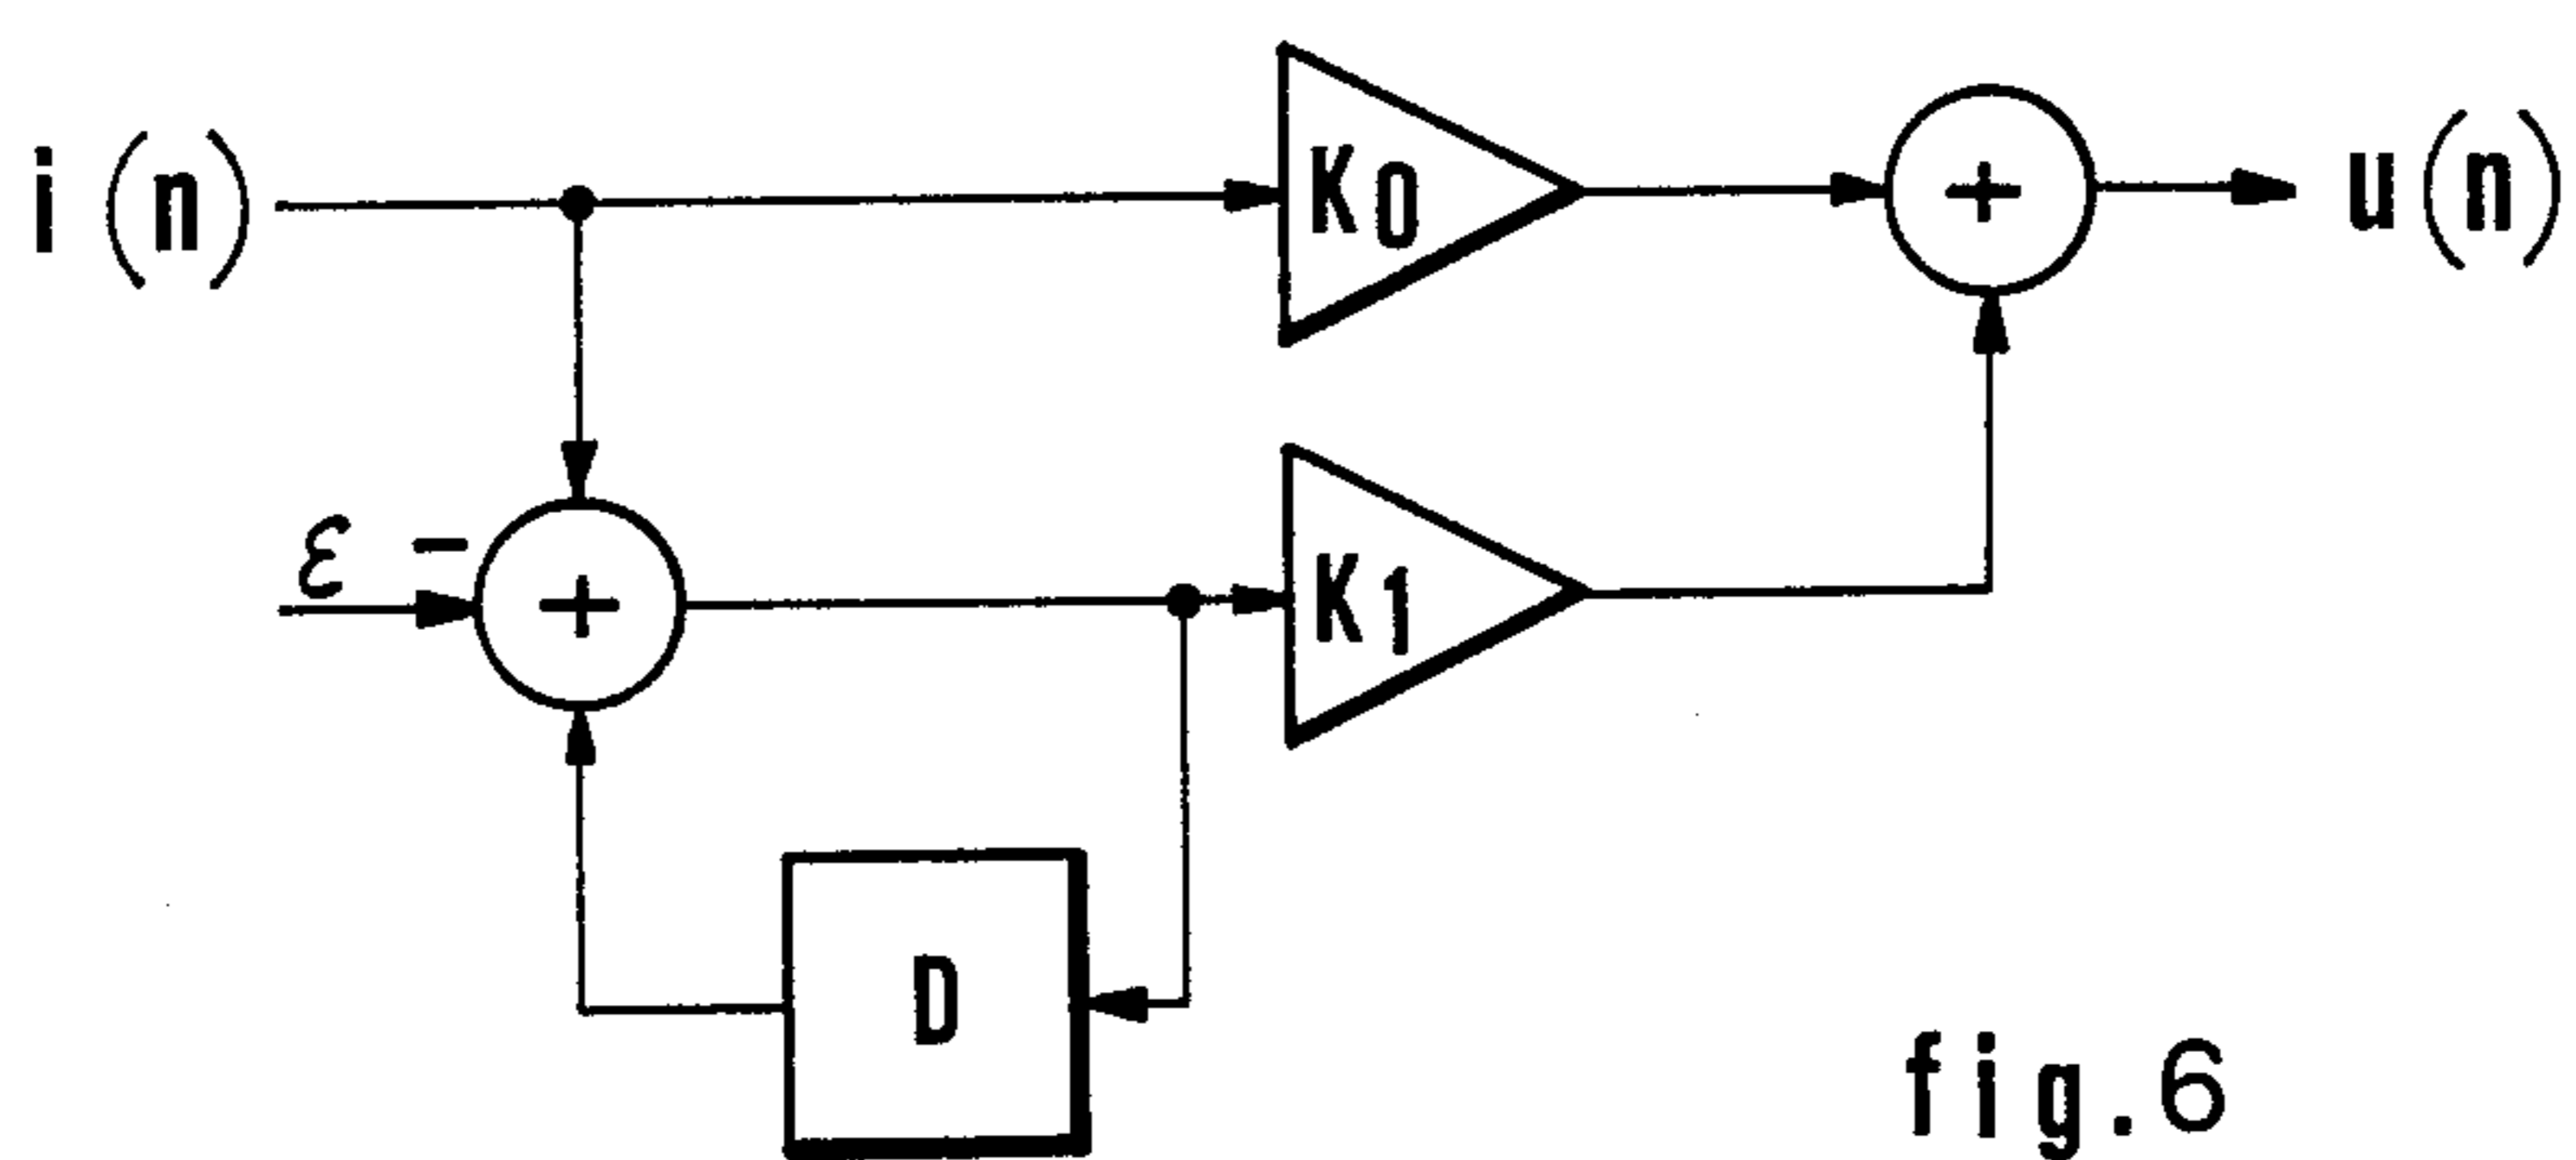 i(n)
K0
+
u(n)
ε -
+
K1
D
fig.6